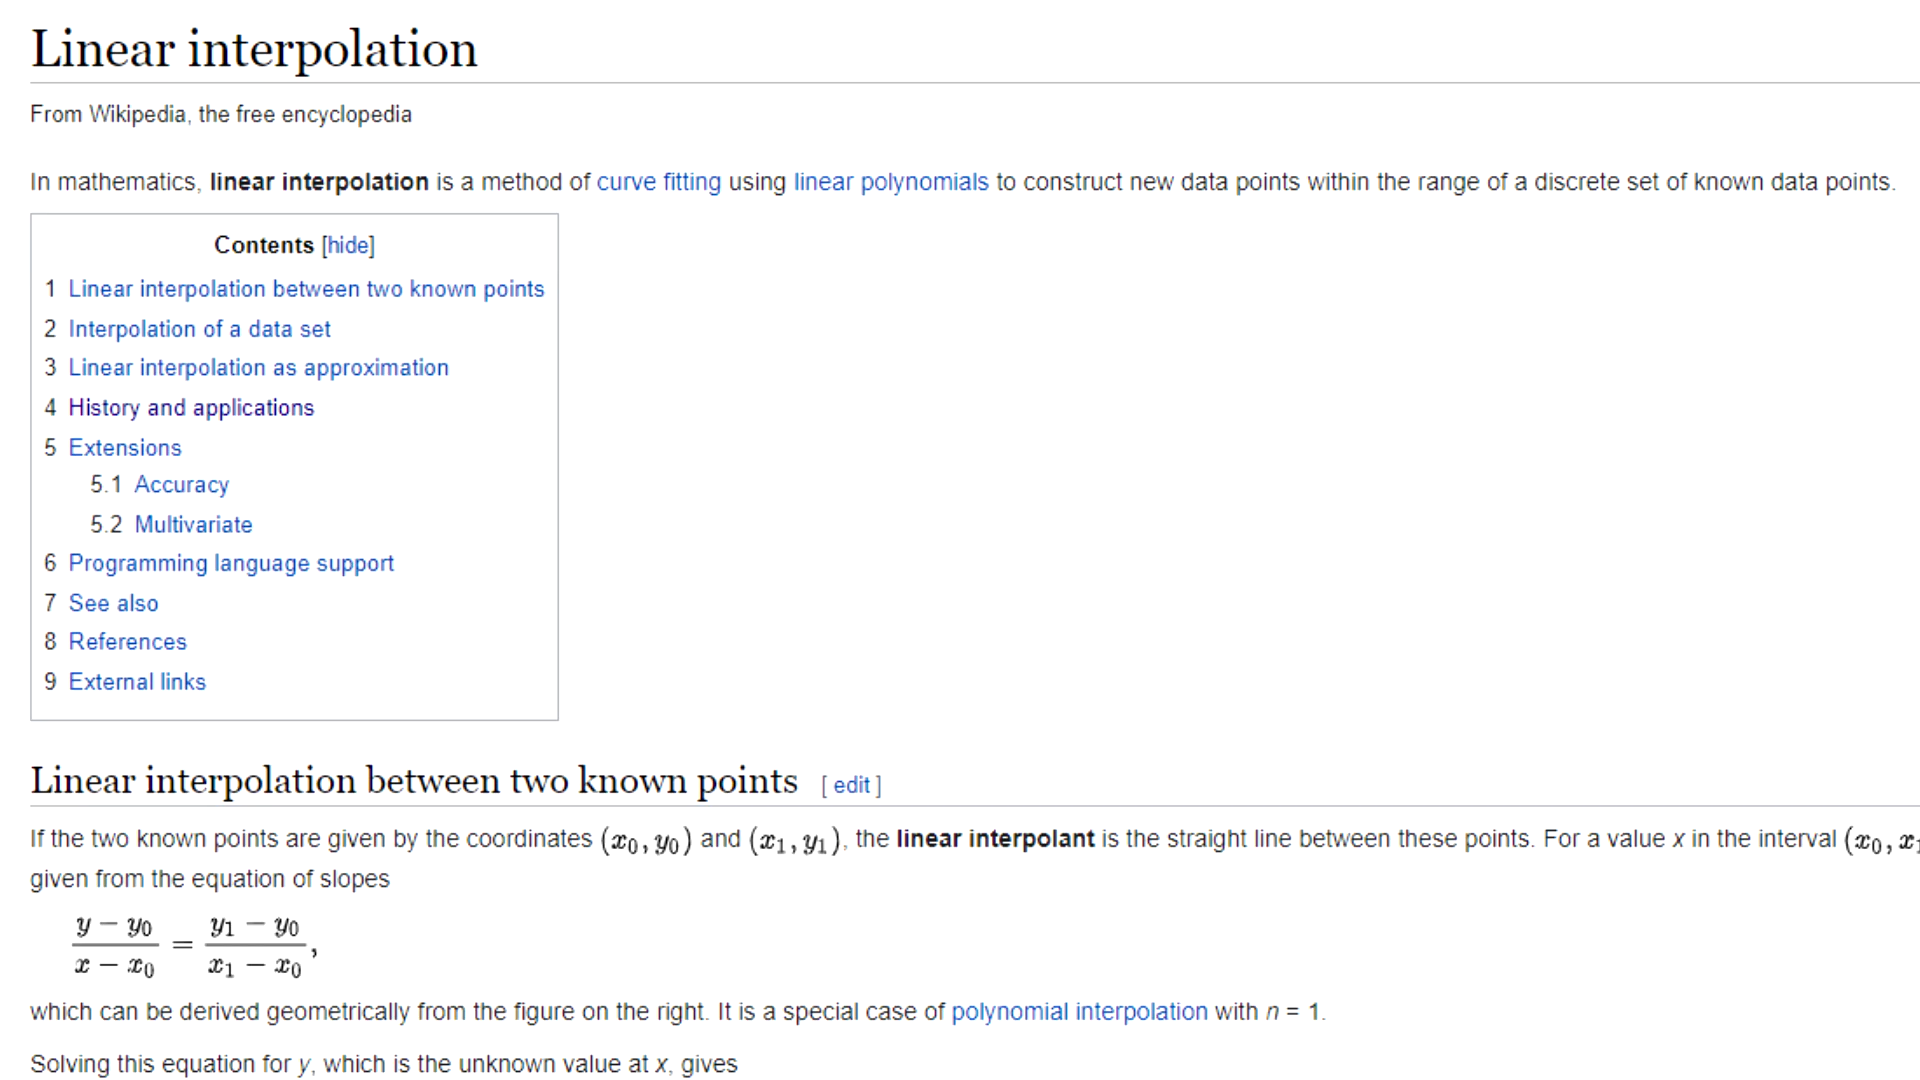 Linear interpolation
From Wikipedia, the free encyclopedia
In mathematics, linear interpolation is a method of curve fitting using linear polynomials to construct new data points within the range of a discrete set of known data points.
Contents [hide]
1 Linear interpolation between two known points
2 Interpolation of a data set
3 Linear interpolation as approximation
4 History and applications
5 Extensions
5.1 Accuracy
5.2 Multivariate
6 Programming language support
7 See also
8 References
9 External links
Linear interpolation between two known points [ edit ]
If the two known points are given by the coordinates (x₀, y₀) and (x₁, y₁), the linear interpolant is the straight line between these points. For a value x in the interval (x₀, x₁
given from the equation of slopes
y − y₀ / x − x₀ = y₁ − y₀ / x₁ − x₀ ,
which can be derived geometrically from the figure on the right. It is a special case of polynomial interpolation with n = 1.
Solving this equation for y, which is the unknown value at x, gives